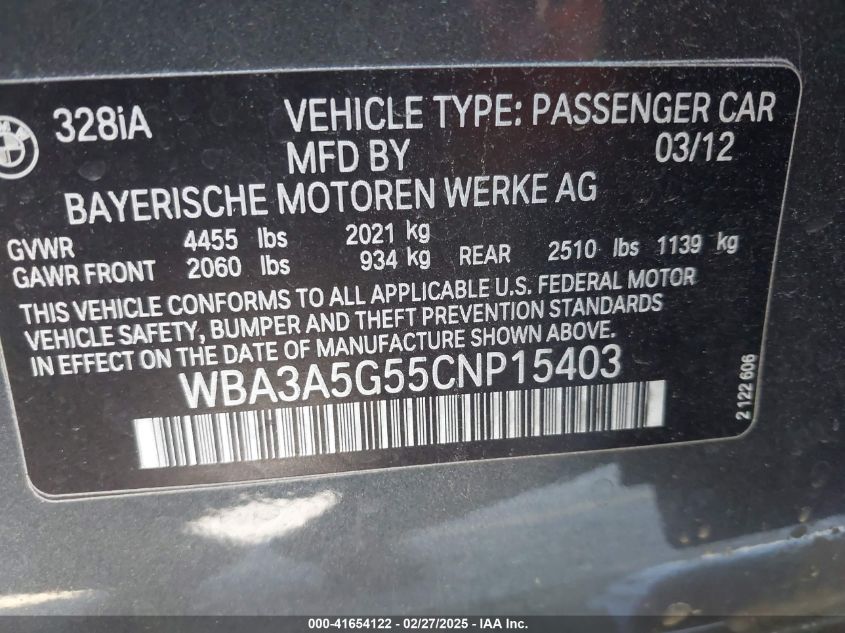 BMW
328iA VEHICLE TYPE: PASSENGER CAR
MFD BY 03/12
BAYERISCHE MOTOREN WERKE AG
GVWR 4455 lbs 2021 kg
GAWR FRONT 2060 lbs 934 kg REAR 2510 lbs 1139 kg
THIS VEHICLE CONFORMS TO ALL APPLICABLE U.S. FEDERAL MOTOR
VEHICLE SAFETY, BUMPER AND THEFT PREVENTION STANDARDS
IN EFFECT ON THE DATE OF MANUFACTURE SHOWN ABOVE.
WBA3A5G55CNP15403
2 122 606
000-41654122 - 02/27/2025 - IAA Inc.